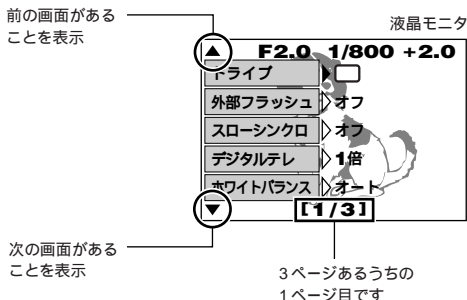 前の画面がある
ことを表示
液晶モニタ
▲ F2.0 1/800 +2.0
ドライブ
外部フラッシュ オフ
スローシンクロ オフ
デジタルテレ 1倍
ホワイトバランス オート
▼ [1/3]
次の画面がある
ことを表示
3ページあるうちの
1ページ目です